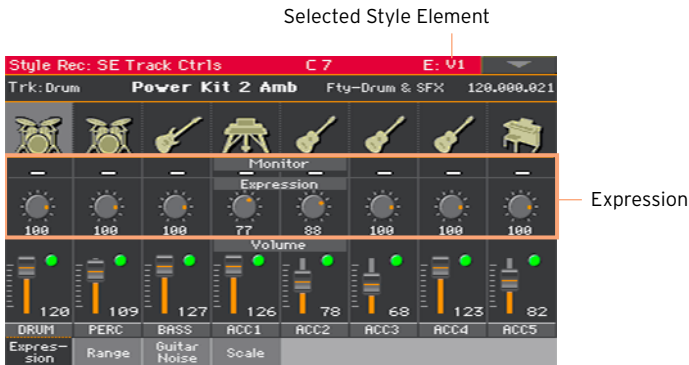 Selected Style Element
Style Rec: SE Track Ctrls C 7 E: V1
Trk:Drum Power Kit 2 Amb Fty-Drum & SFX 120.000.021
Monitor
Expression
Expression
100 100 100 77 88 100 100 100
Volume
120 109 127 126 78 68 123 82
DRUM PERC BASS ACC1 ACC2 ACC3 ACC4 ACC5
Expres-
sion
Range
Guitar
Noise
Scale